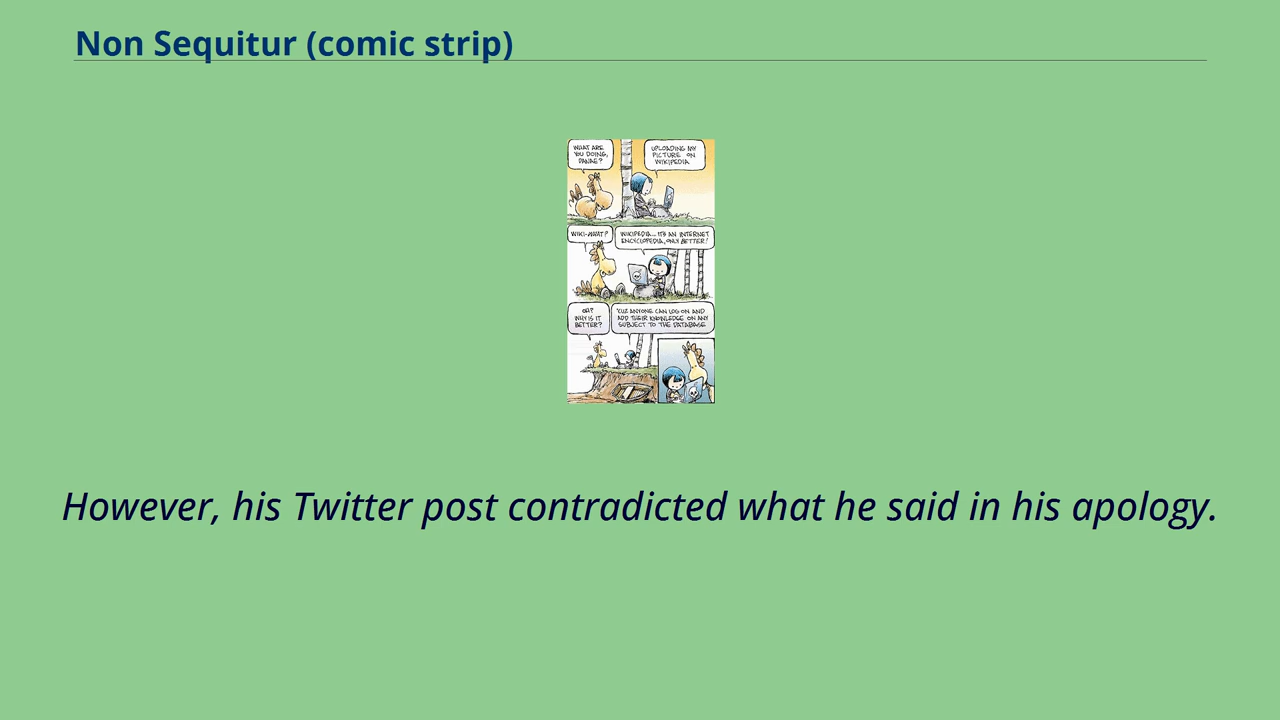 Non Sequitur (comic strip)
WHAT ARE
YOU DOING,
DANAE?
UPLOADING MY
PICTURE ON
WIKIPEDIA
WIKI-WHAT?
WIKIPEDIA... IT'S AN INTERNET
ENCYCLOPEDIA, ONLY BETTER!
OH?
WHY IS IT
BETTER?
'CUZ ANYONE CAN LOG ON AND
ADD THEIR KNOWLEDGE ON ANY
SUBJECT TO THE DATABASE
However, his Twitter post contradicted what he said in his apology.